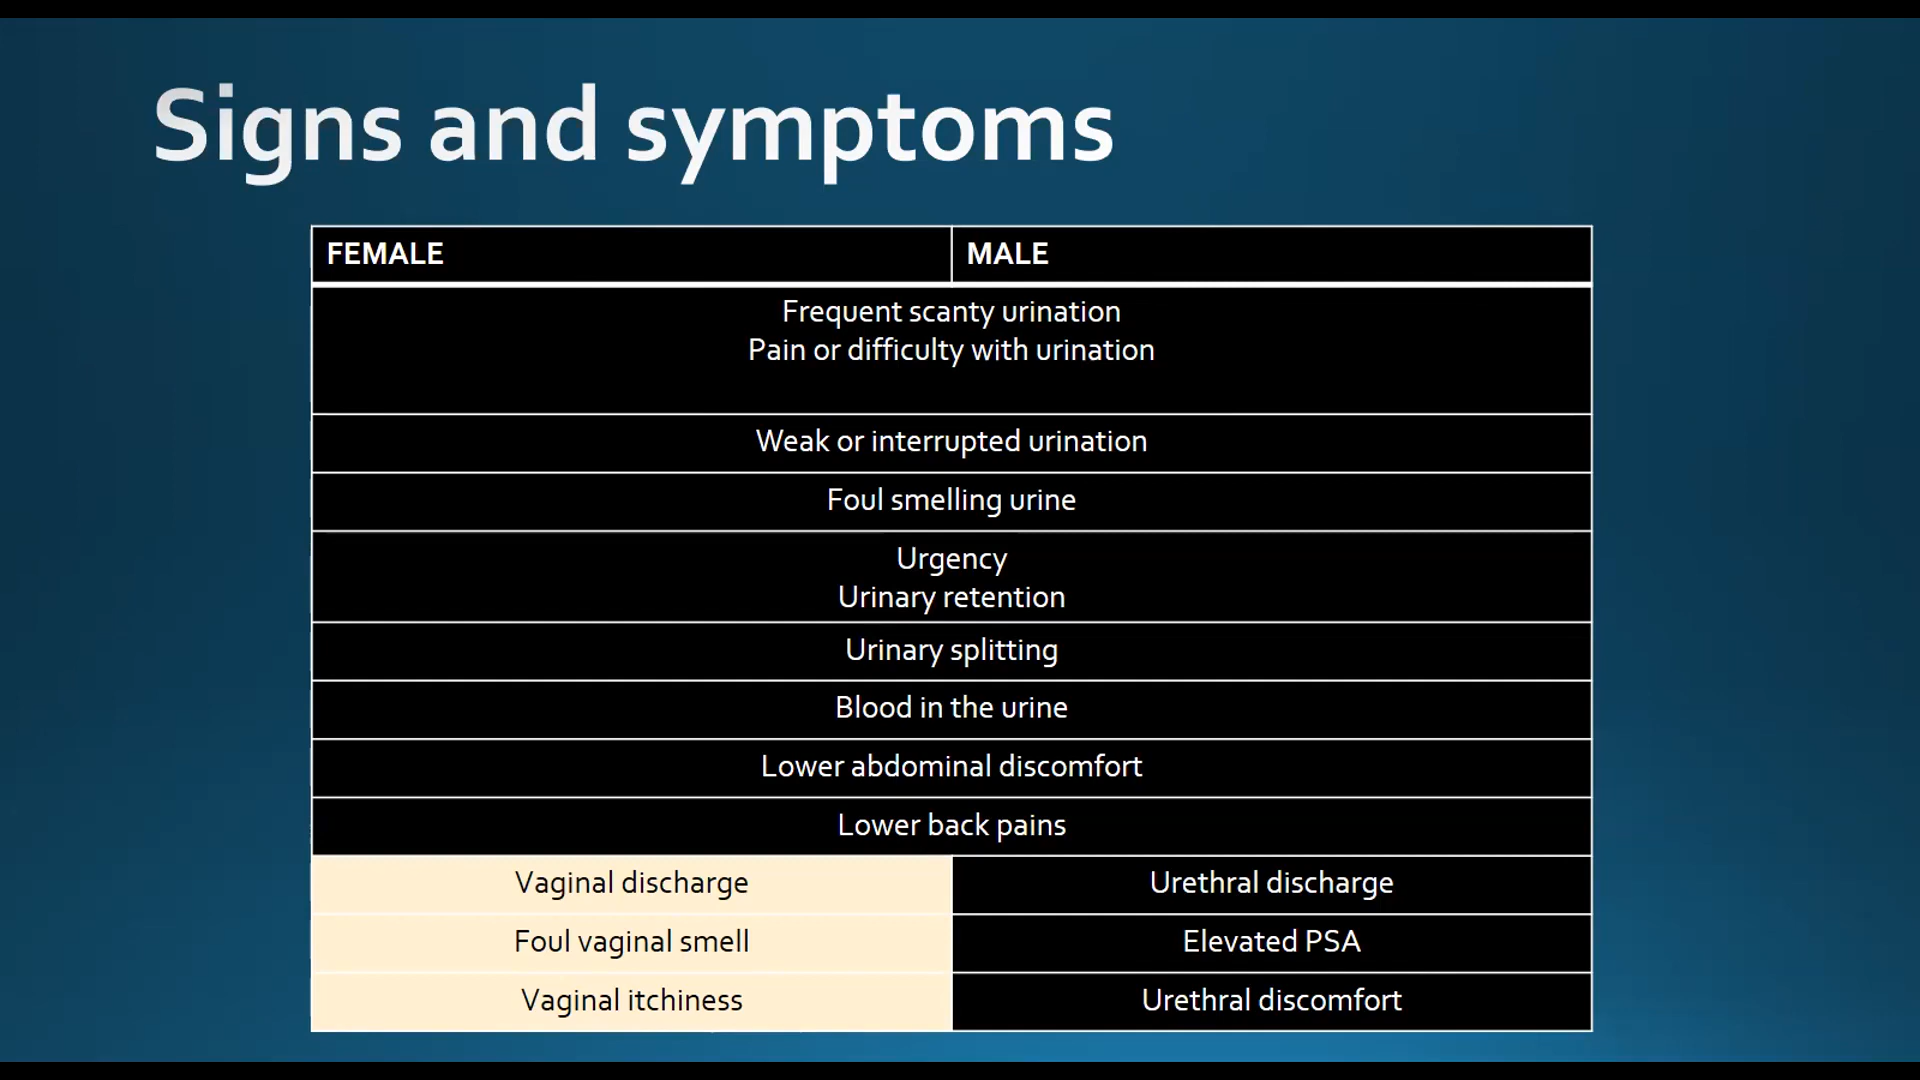 Signs and symptoms
FEMALE
MALE
Frequent scanty urination
Pain or difficulty with urination
Weak or interrupted urination
Foul smelling urine
Urgency
Urinary retention
Urinary splitting
Blood in the urine
Lower abdominal discomfort
Lower back pains
Vaginal discharge
Urethral discharge
Foul vaginal smell
Elevated PSA
Vaginal itchiness
Urethral discomfort